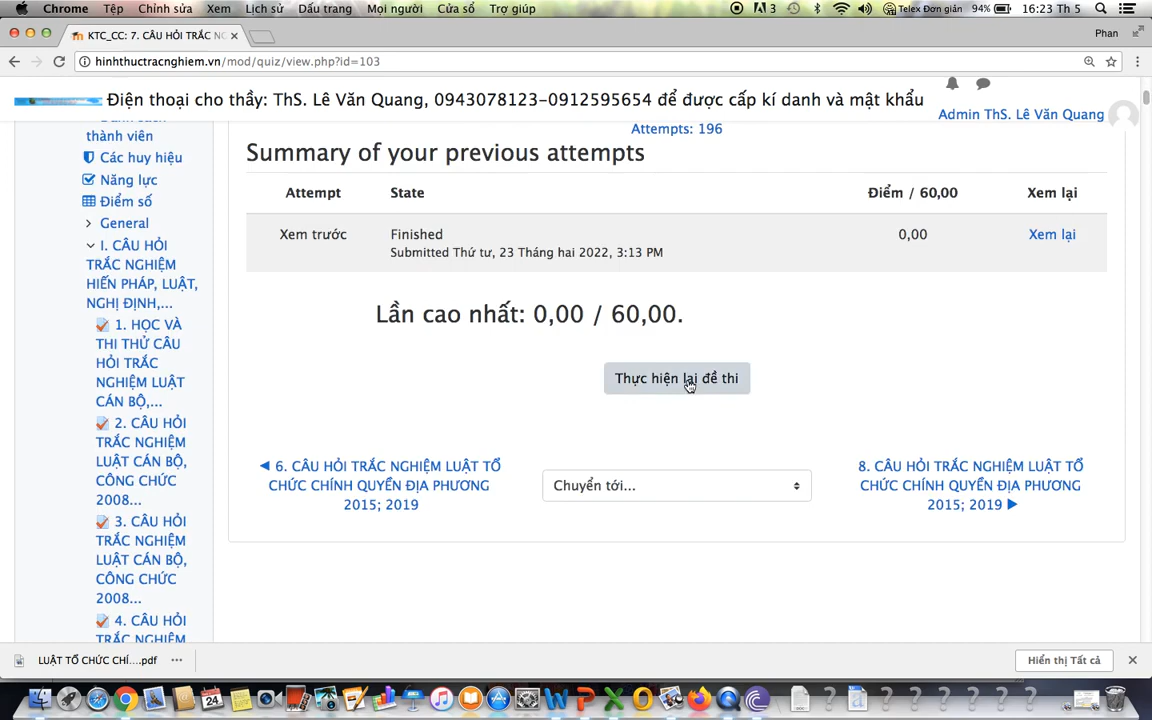 Chrome Tệp Chỉnh sửa Xem Lịch sử Dấu trang Mọi người Cửa sổ Trợ giúp 3 Telex Đơn giản 94% 16:23 Th 5
KTC_CC: 7. CÂU HỎI TRẮC NG
Phan
hinhthuctracnghiem.vn/mod/quiz/view.php?id=103
Điện thoại cho thầy: ThS. Lê Văn Quang, 0943078123-0912595654 để được cấp kí danh và mật khẩu
Admin ThS. Lê Văn Quang
thành viên
Các huy hiệu
Năng lực
Điểm số
General
I. CÂU HỎI
TRẮC NGHIỆM
HIẾN PHÁP, LUẬT,
NGHỊ ĐỊNH,...
1. HỌC VÀ
THI THỬ CÂU
HỎI TRẮC
NGHIỆM LUẬT
CÁN BỘ,...
2. CÂU HỎI
TRẮC NGHIỆM
LUẬT CÁN BỘ,
CÔNG CHỨC
2008...
3. CÂU HỎI
TRẮC NGHIỆM
LUẬT CÁN BỘ,
CÔNG CHỨC
2008...
4. CÂU HỎI
TRẮC NGHIỆM
Attempts: 196
Summary of your previous attempts
Attempt State Điểm / 60,00 Xem lại
Xem trước Finished 0,00 Xem lại
Submitted Thứ tư, 23 Tháng hai 2022, 3:13 PM
Lần cao nhất: 0,00 / 60,00.
Thực hiện lại đề thi
◄ 6. CÂU HỎI TRẮC NGHIỆM LUẬT TỔ
CHỨC CHÍNH QUYỀN ĐỊA PHƯƠNG
2015; 2019
Chuyển tới...
8. CÂU HỎI TRẮC NGHIỆM LUẬT TỔ
CHỨC CHÍNH QUYỀN ĐỊA PHƯƠNG
2015; 2019 ►
LUẬT TỔ CHỨC CHÍ....pdf
Hiển thị Tất cả